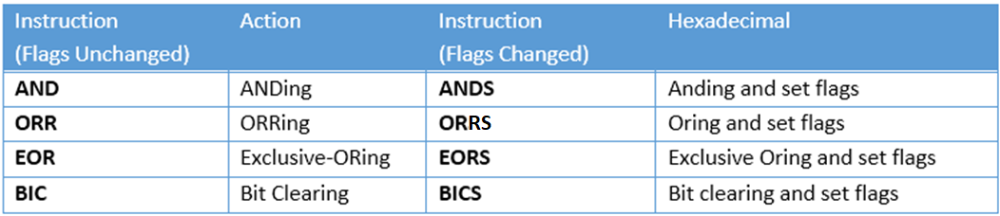 Instruction Action Instruction Hexadecimal
(Flags Unchanged) (Flags Changed)
AND ANDing ANDS Anding and set flags
ORR ORRing ORRS Oring and set flags
EOR Exclusive-ORing EORS Exclusive Oring and set flags
BIC Bit Clearing BICS Bit clearing and set flags